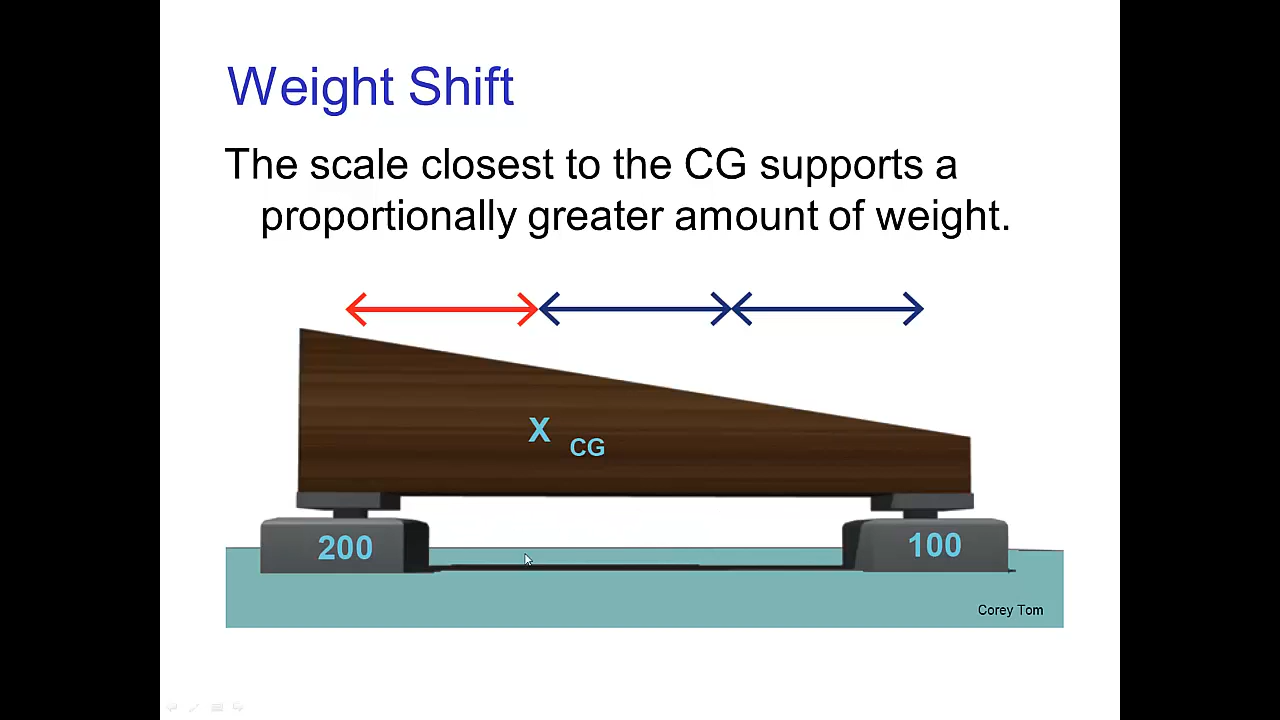 Weight Shift
The scale closest to the CG supports a
proportionally greater amount of weight.
X
CG
200
100
Corey Tom